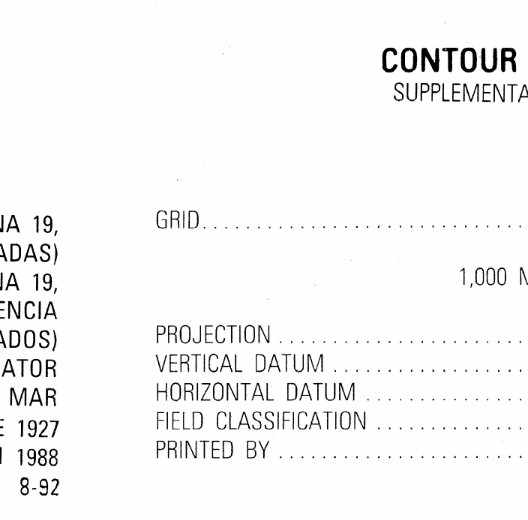 CONTOUR
SUPPLEMENTA
NA 19,
ADAS)
NA 19,
ENCIA
ADOS)
ATOR
MAR
E 1927
1988
8-92
GRID
1,000
PROJECTION
VERTICAL DATUM
HORIZONTAL DATUM
FIELD CLASSIFICATION
PRINTED BY